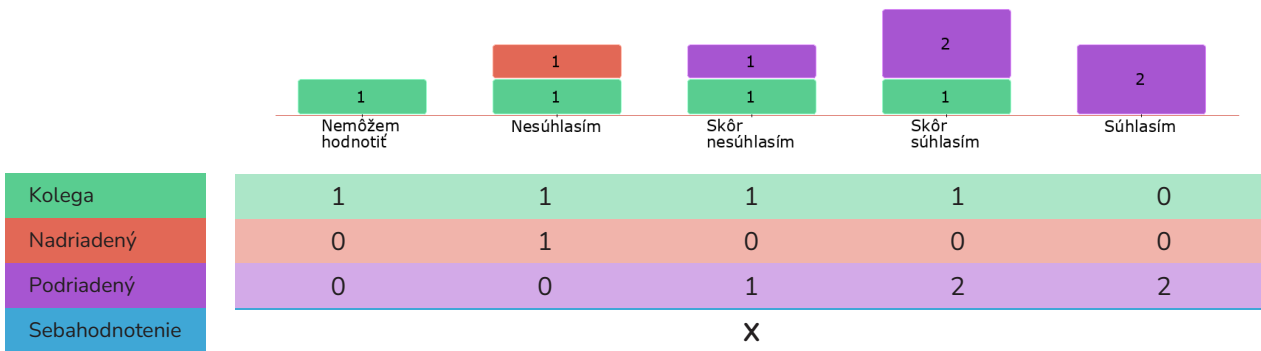 2
1 1 2
1 1 1 1
Nemôžem Nesúhlasím Skôr Skôr Súhlasím
hodnotiť nesúhlasím súhlasím
Kolega 1 1 1 1 0
Nadriadený 0 1 0 0 0
Podriadený 0 0 1 2 2
Sebahodnotenie x